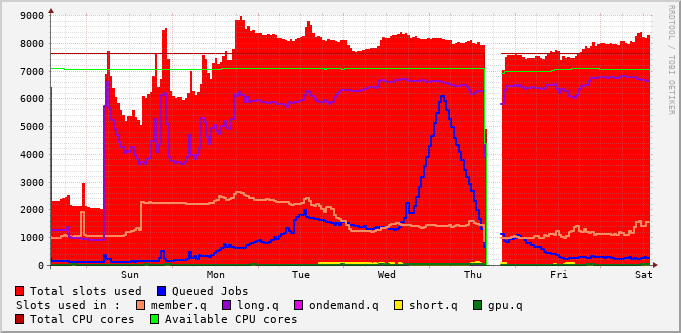 9000
8000
7000
6000
5000
4000
3000
2000
1000
0
Sun Mon Tue Wed Thu Fri Sat
RRDTOOL / TOBI OETIKER
Total slots used Queued Jobs
Slots used in : member.q long.q ondemand.q short.q gpu.q
Total CPU cores Available CPU cores